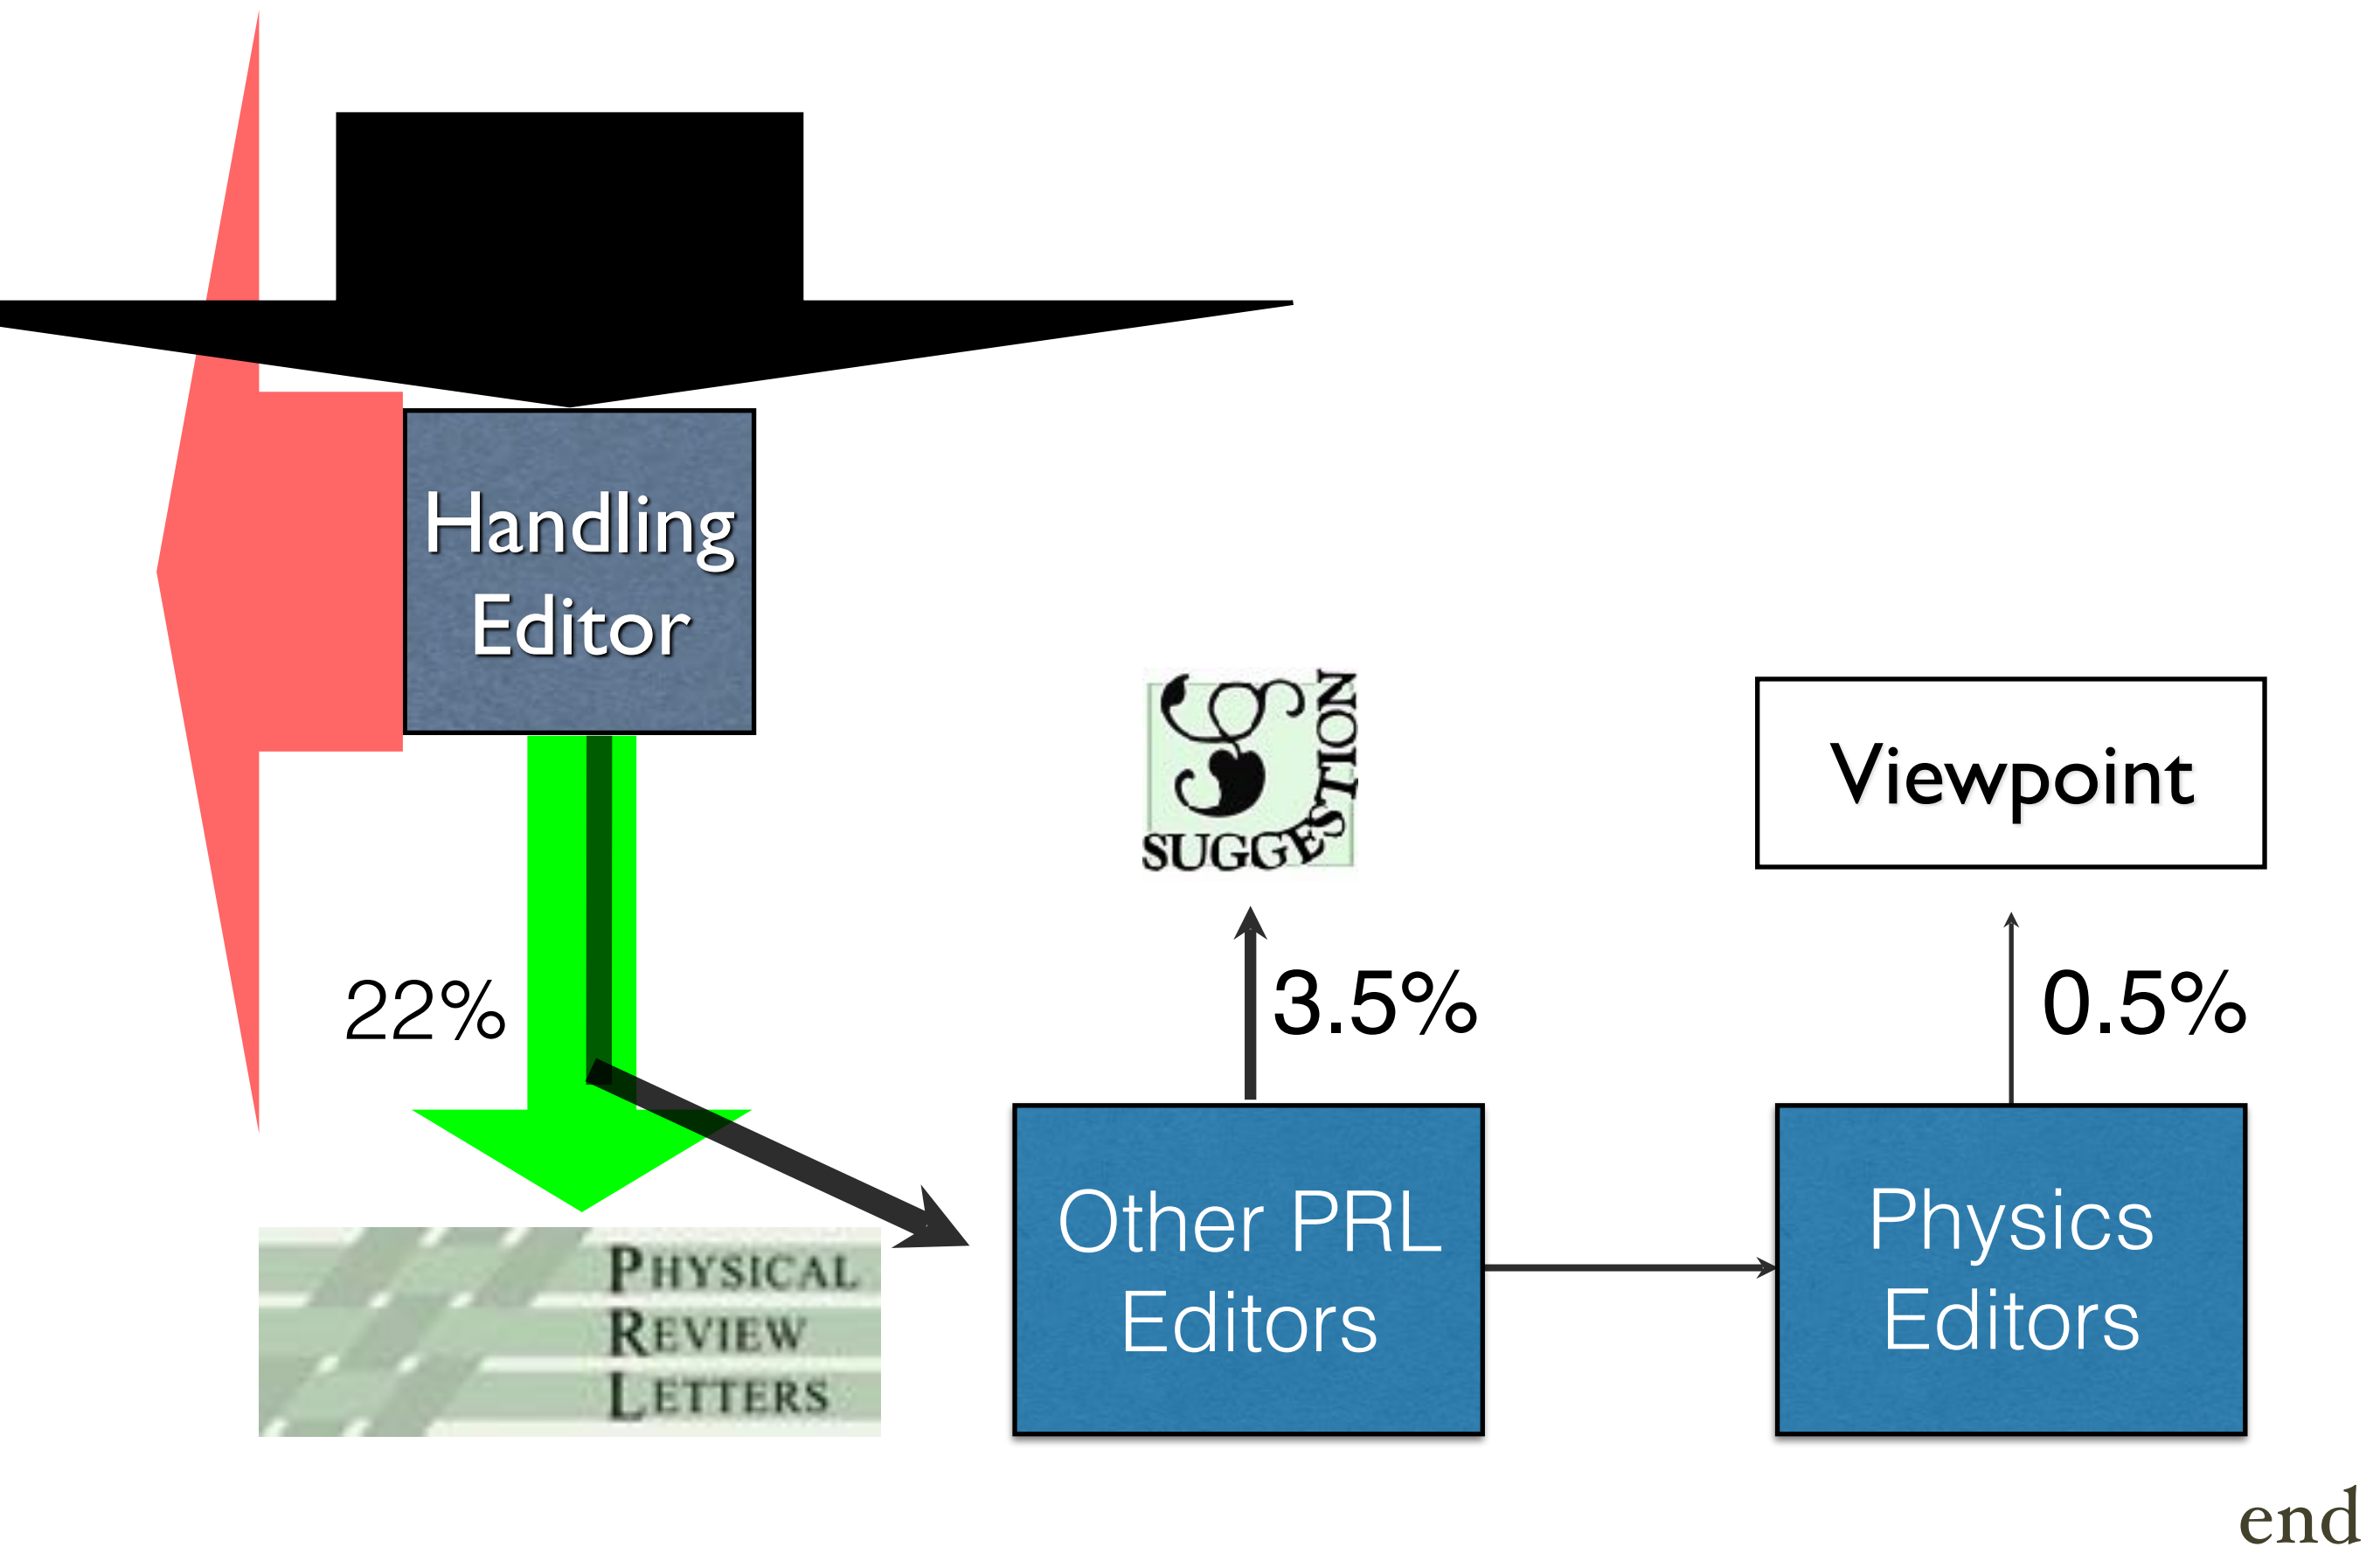 Handling
Editor
SUGGESTION
Viewpoint
22%
3.5%
0.5%
Other PRL
Editors
Physics
Editors
PHYSICAL
REVIEW
LETTERS
end